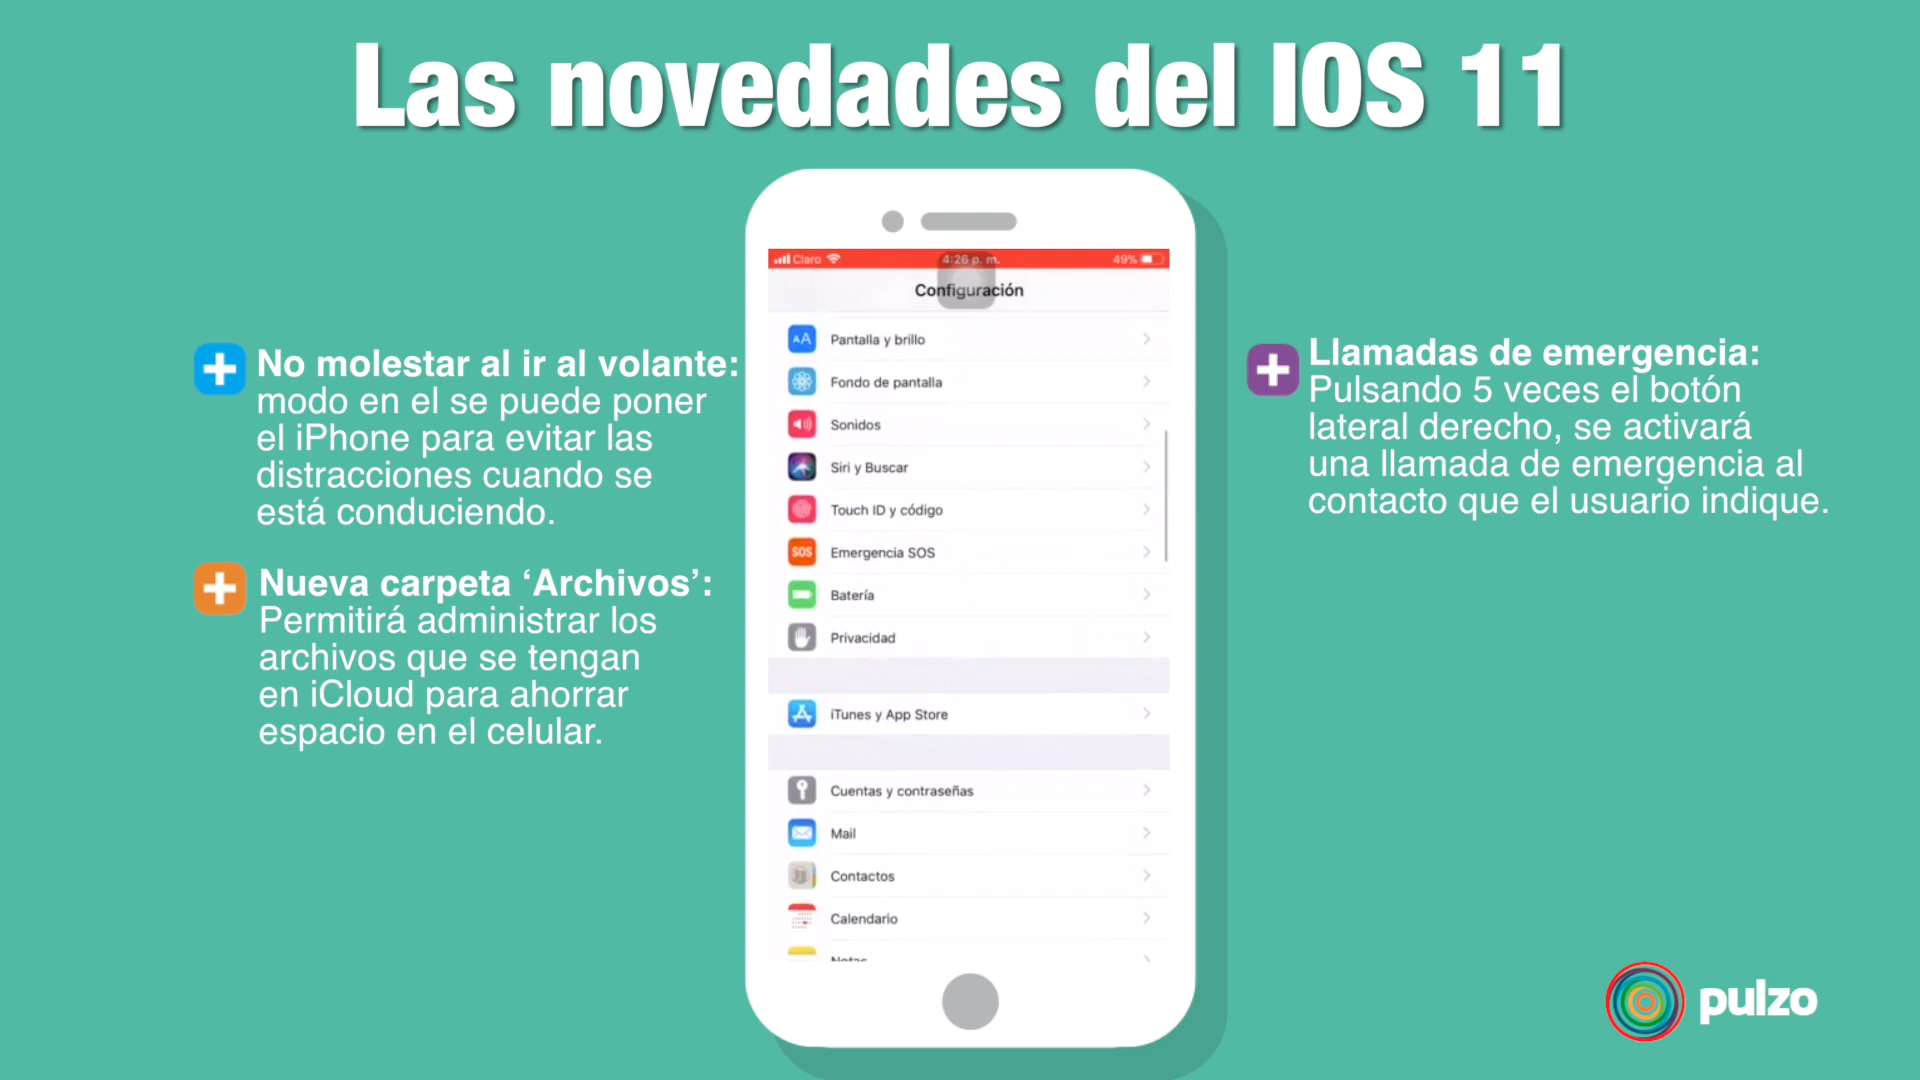 Las novedades del IOS 11
No molestar al ir al volante:
modo en el se puede poner
el iPhone para evitar las
distracciones cuando se
está conduciendo.
Nueva carpeta ‘Archivos’:
Permitirá administrar los
archivos que se tengan
en iCloud para ahorrar
espacio en el celular.
Claro 4:26 p. m. 49%
Configuración
AA Pantalla y brillo
Fondo de pantalla
Sonidos
Siri y Buscar
Touch ID y código
SOS Emergencia SOS
Batería
Privacidad
iTunes y App Store
Cuentas y contraseñas
Mail
Contactos
Calendario
Notas
Llamadas de emergencia:
Pulsando 5 veces el botón
lateral derecho, se activará
una llamada de emergencia al
contacto que el usuario indique.
pulzo